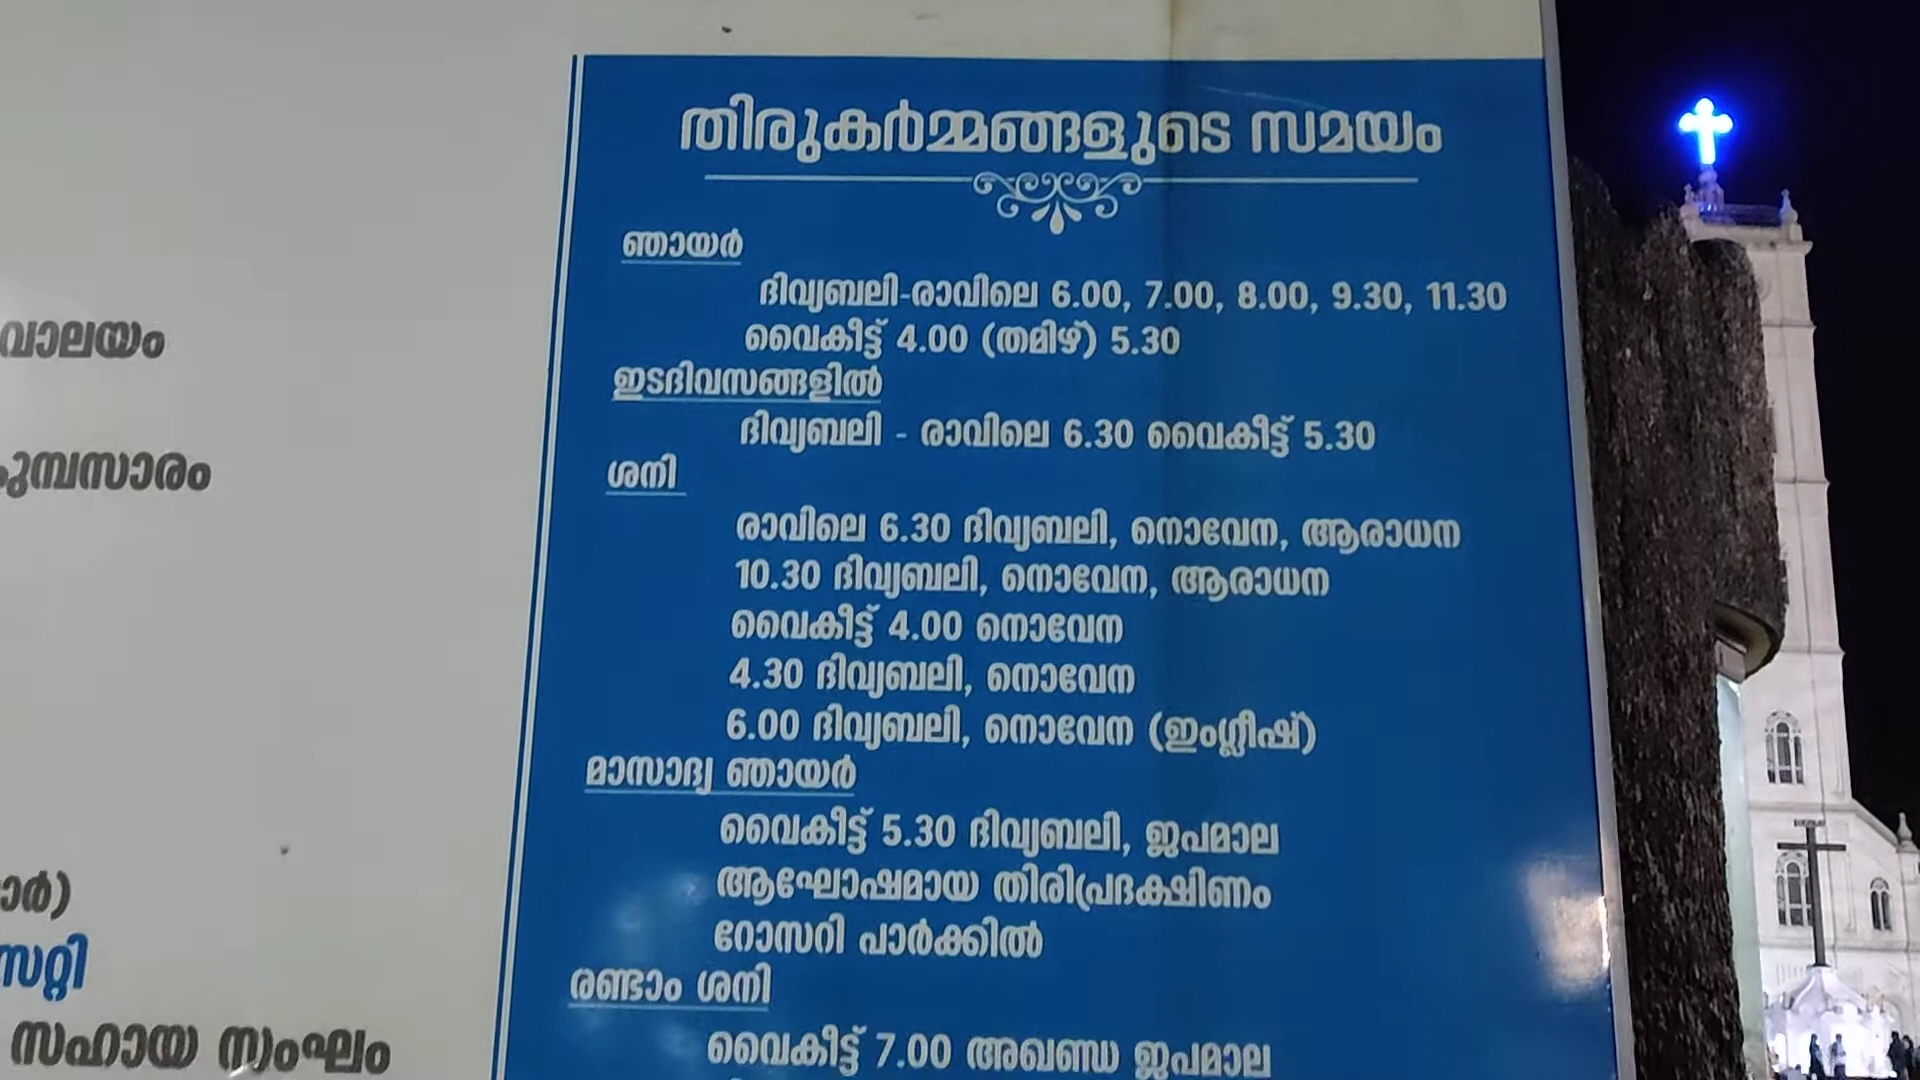 തിരുകർമ്മങ്ങളുടെ സമയം
ഞായർ
ദിവ്യബലി-രാവിലെ 6.00, 7.00, 8.00, 9.30, 11.30
വൈകീട്ട് 4.00 (തമിഴ്) 5.30
ഇടദിവസങ്ങളിൽ
ദിവ്യബലി - രാവിലെ 6.30 വൈകീട്ട് 5.30
ശനി
രാവിലെ 6.30 ദിവ്യബലി, നൊവേന, ആരാധന
10.30 ദിവ്യബലി, നൊവേന, ആരാധന
വൈകീട്ട് 4.00 നൊവേന
4.30 ദിവ്യബലി, നൊവേന
6.00 ദിവ്യബലി, നൊവേന (ഇംഗ്ലീഷ്)
മാസാദ്യ ഞായർ
വൈകീട്ട് 5.30 ദിവ്യബലി, ജപമാല
ആഘോഷമായ തിരിപ്രദക്ഷിണം
റോസറി പാർക്കിൽ
രണ്ടാം ശനി
വൈകീട്ട് 7.00 അഖണ്ഡ ജപമാല
സഹായ സംഘം